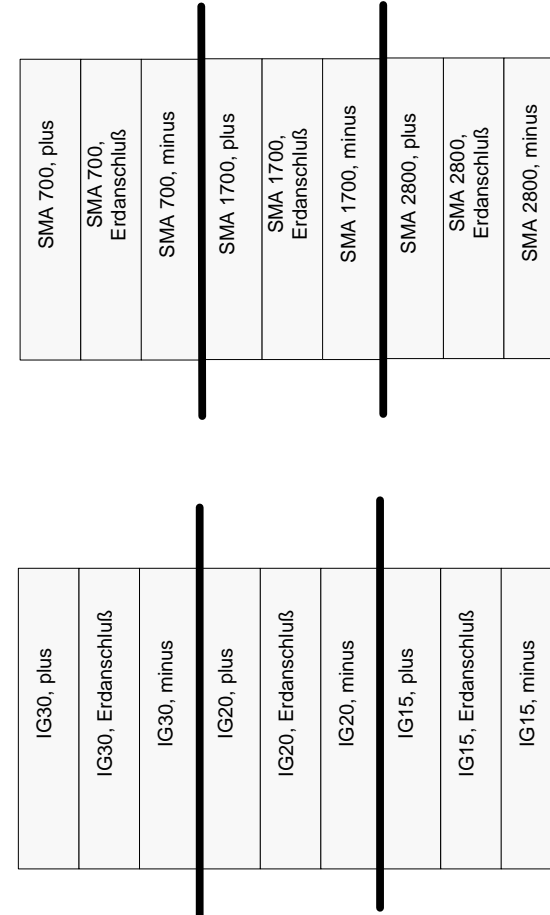 SMA 700, plus
SMA 700,
Erdanschluß
SMA 700, minus
SMA 1700, plus
SMA 1700,
Erdanschluß
SMA 1700, minus
SMA 2800, plus
SMA 2800,
Erdanschluß
SMA 2800, minus
IG30, plus
IG30, Erdanschluß
IG30, minus
IG20, plus
IG20, Erdanschluß
IG20, minus
IG15, plus
IG15, Erdanschluß
IG15, minus